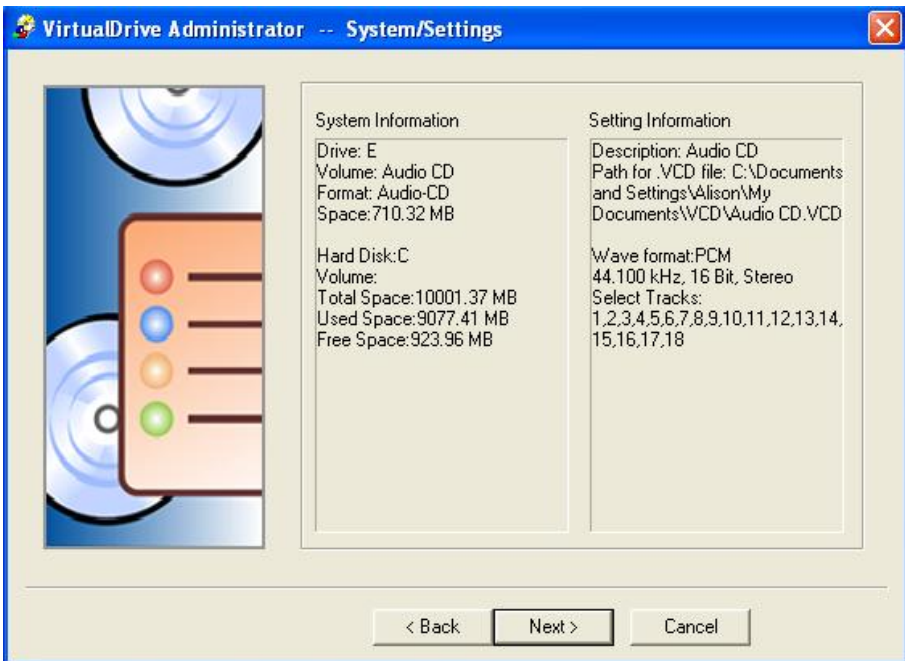 VirtualDrive Administrator -- System/Settings
System Information
Drive: E
Volume: Audio CD
Format: Audio-CD
Space:710.32 MB
Hard Disk:C
Volume:
Total Space:10001.37 MB
Used Space:9077.41 MB
Free Space:923.96 MB
Setting Information
Description: Audio CD
Path for .VCD file: C:\Documents
and Settings\Alison\My
Documents\VCD\Audio CD.VCD
Wave format:PCM
44.100 kHz, 16 Bit, Stereo
Select Tracks:
1,2,3,4,5,6,7,8,9,10,11,12,13,14,
15,16,17,18
< Back
Next >
Cancel